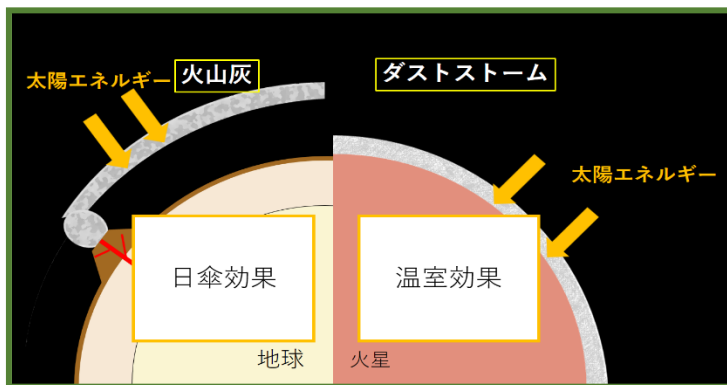 火山灰
太陽エネルギー
ダストストーム
太陽エネルギー
日傘効果
温室効果
地球
火星